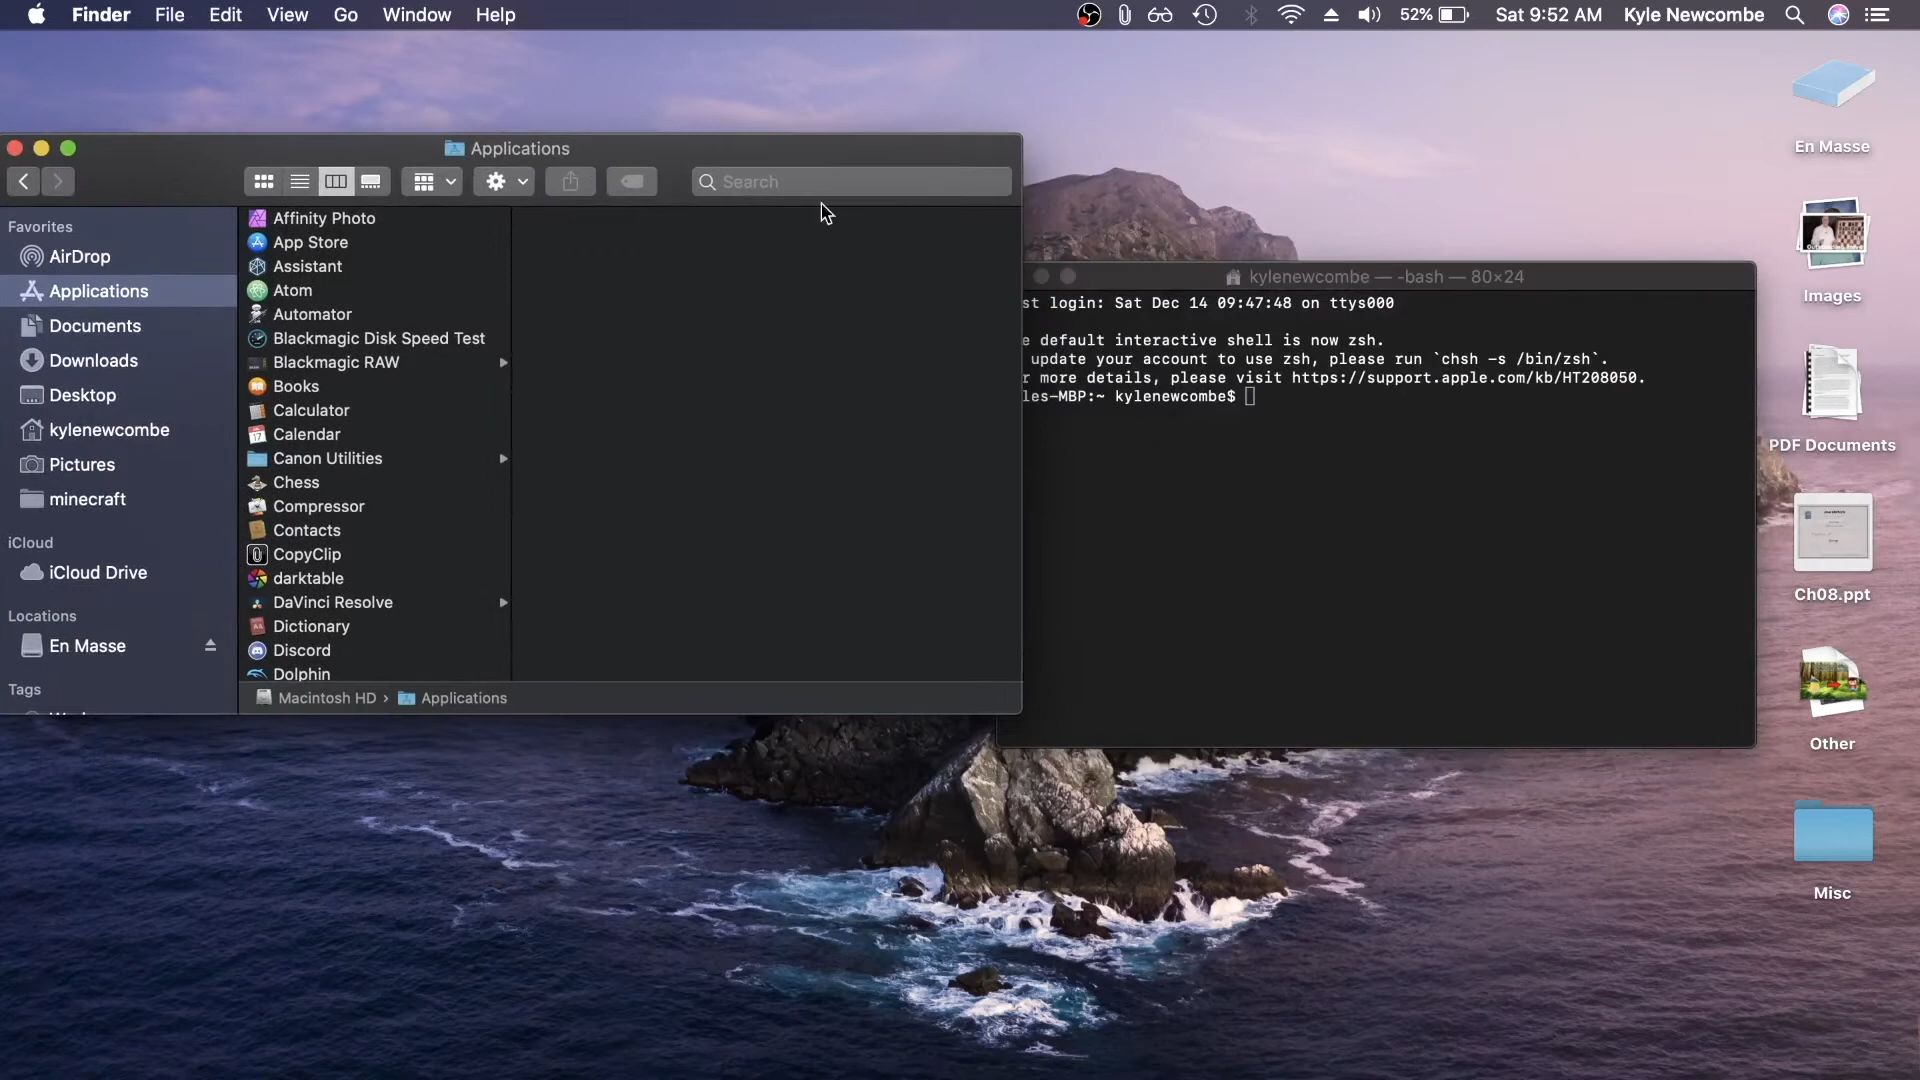 Finder File Edit View Go Window Help
52% Sat 9:52 AM Kyle Newcombe
Applications
Search
Favorites
AirDrop
Applications
Documents
Downloads
Desktop
kylenewcombe
Pictures
minecraft
iCloud
iCloud Drive
Locations
En Masse
Tags
Affinity Photo
App Store
Assistant
Atom
Automator
Blackmagic Disk Speed Test
Blackmagic RAW
Books
Calculator
Calendar
Canon Utilities
Chess
Compressor
Contacts
CopyClip
darktable
DaVinci Resolve
Dictionary
Discord
Dolphin
Macintosh HD › Applications
kylenewcombe — -bash — 80×24
st login: Sat Dec 14 09:47:48 on ttys000
e default interactive shell is now zsh.
update your account to use zsh, please run `chsh -s /bin/zsh`.
r more details, please visit https://support.apple.com/kb/HT208050.
les-MBP:~ kylenewcombe$
En Masse
Images
PDF Documents
Ch08.ppt
Other
Misc